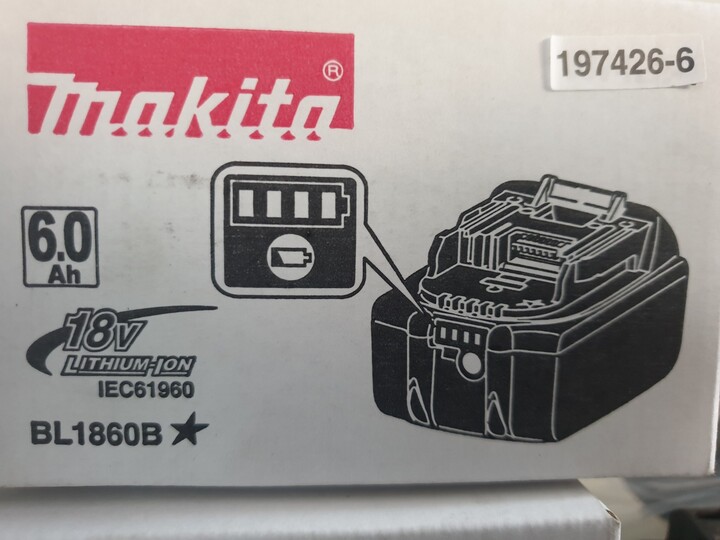 makita®
197426-6
6.0
Ah
18V
LITHIUM-ION
IEC61960
BL1860B★